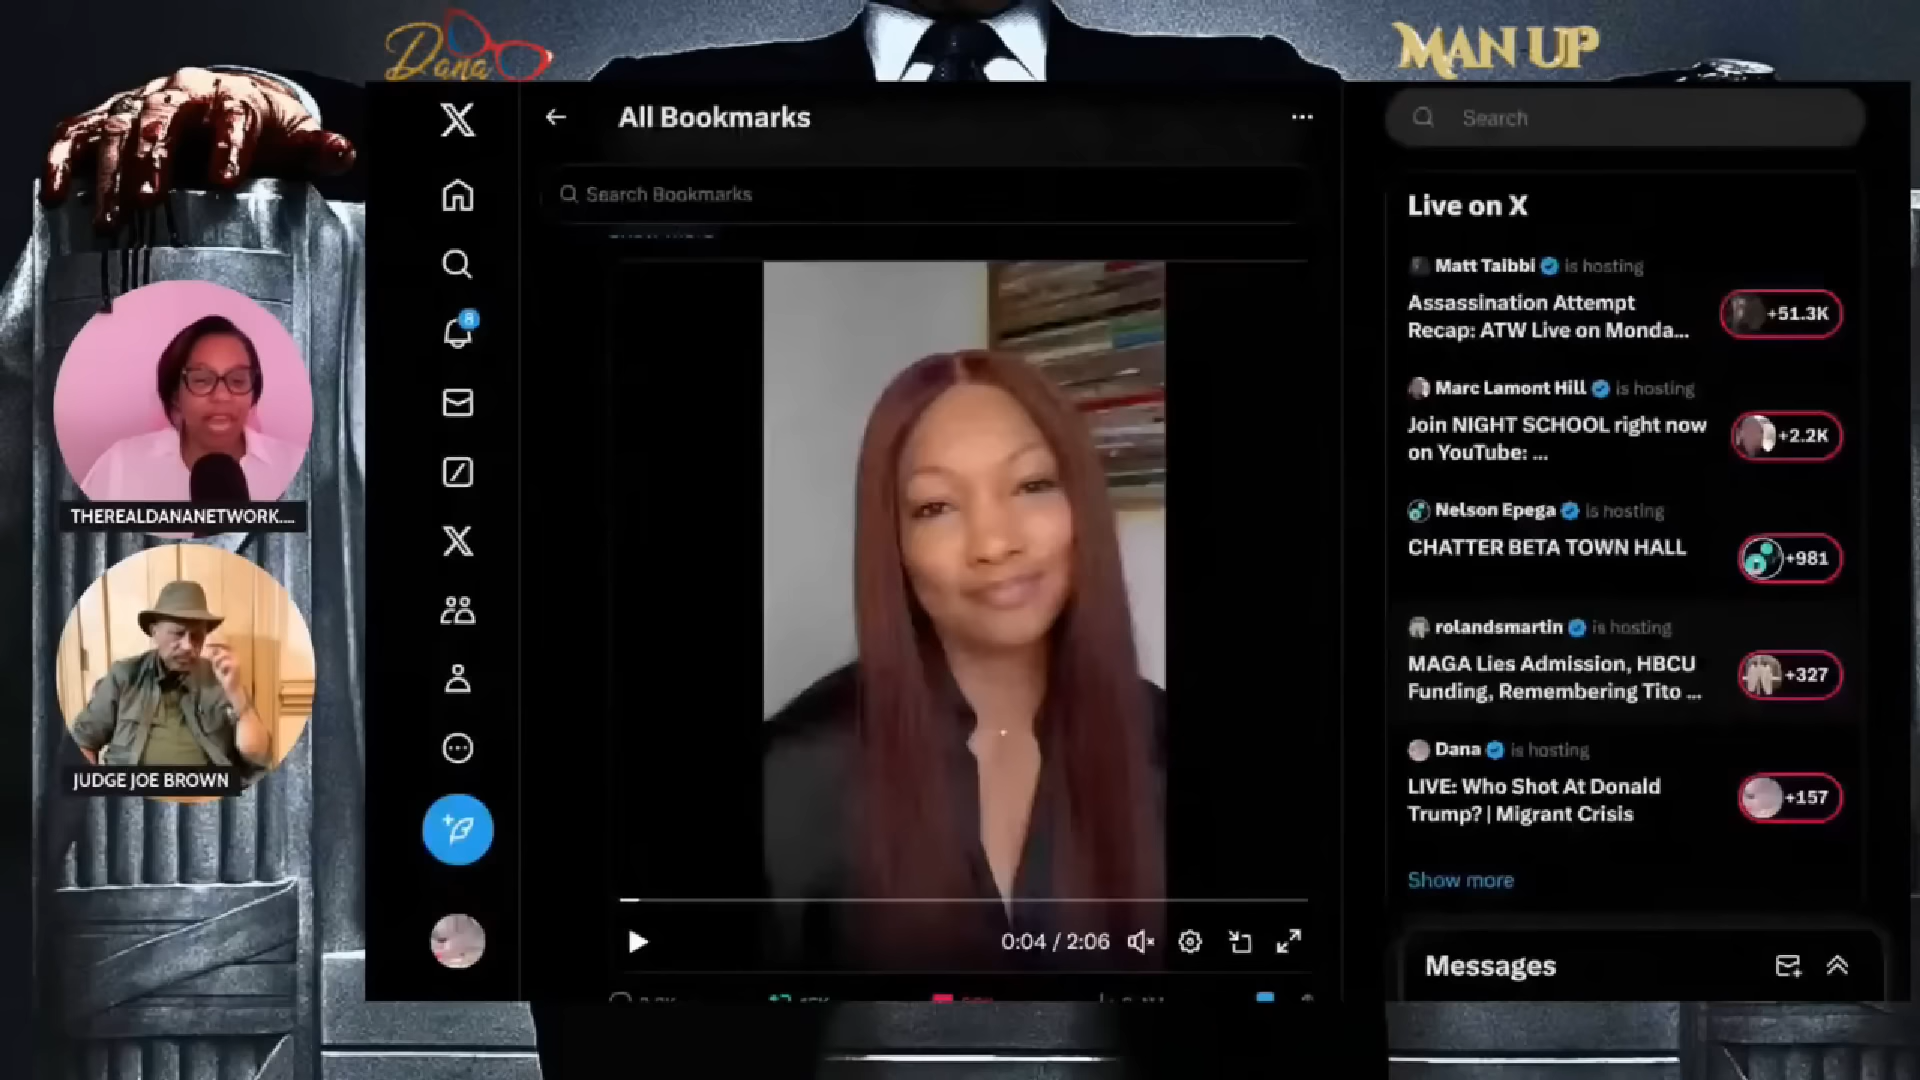 Dana
MAN UP
All Bookmarks
Search Bookmarks
Search
Live on X
Matt Taibbi is hosting
Assassination Attempt
Recap: ATW Live on Monda...
+51.3K
Marc Lamont Hill is hosting
Join NIGHT SCHOOL right now
on YouTube: ...
+2.2K
Nelson Epega is hosting
CHATTER BETA TOWN HALL
+981
rolandsmartin is hosting
MAGA Lies Admission, HBCU
Funding, Remembering Tito ...
+327
Dana is hosting
LIVE: Who Shot At Donald
Trump? | Migrant Crisis
+157
Show more
Messages
8
THEREALDANANETWORK....
JUDGE JOE BROWN
0:04 / 2:06